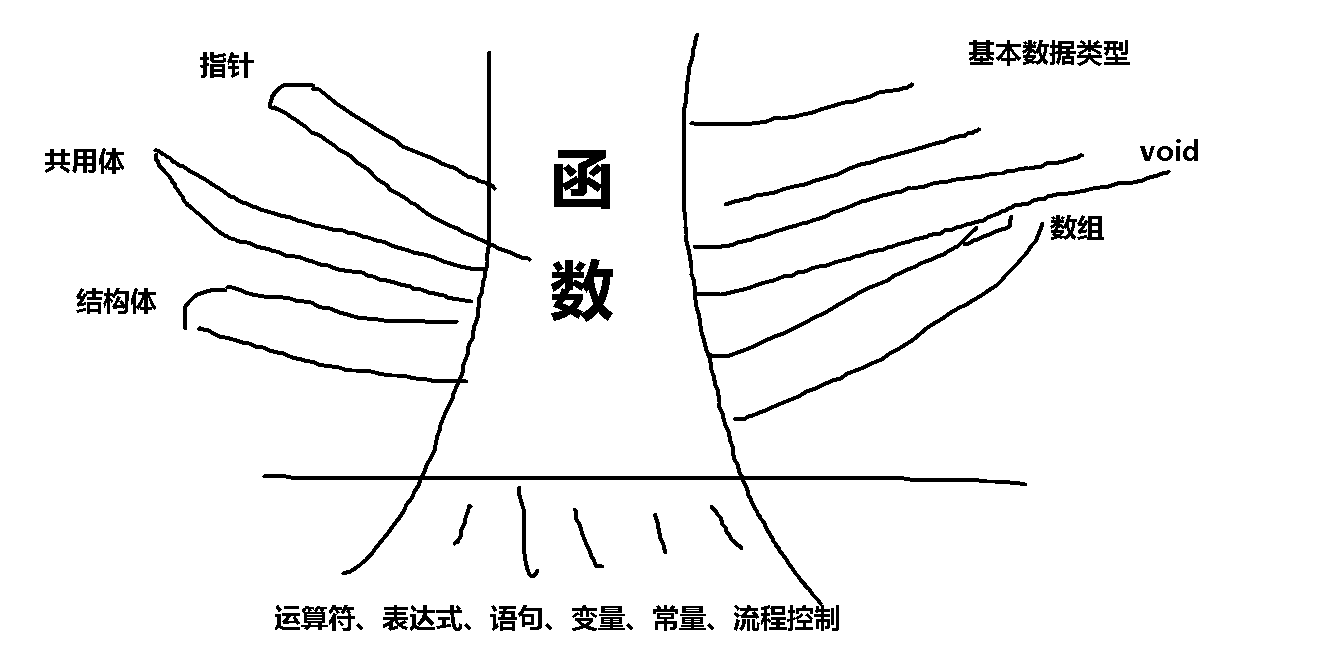 基本数据类型
指针
void
共用体
函
数
数组
结构体
运算符、表达式、语句、变量、常量、流程控制